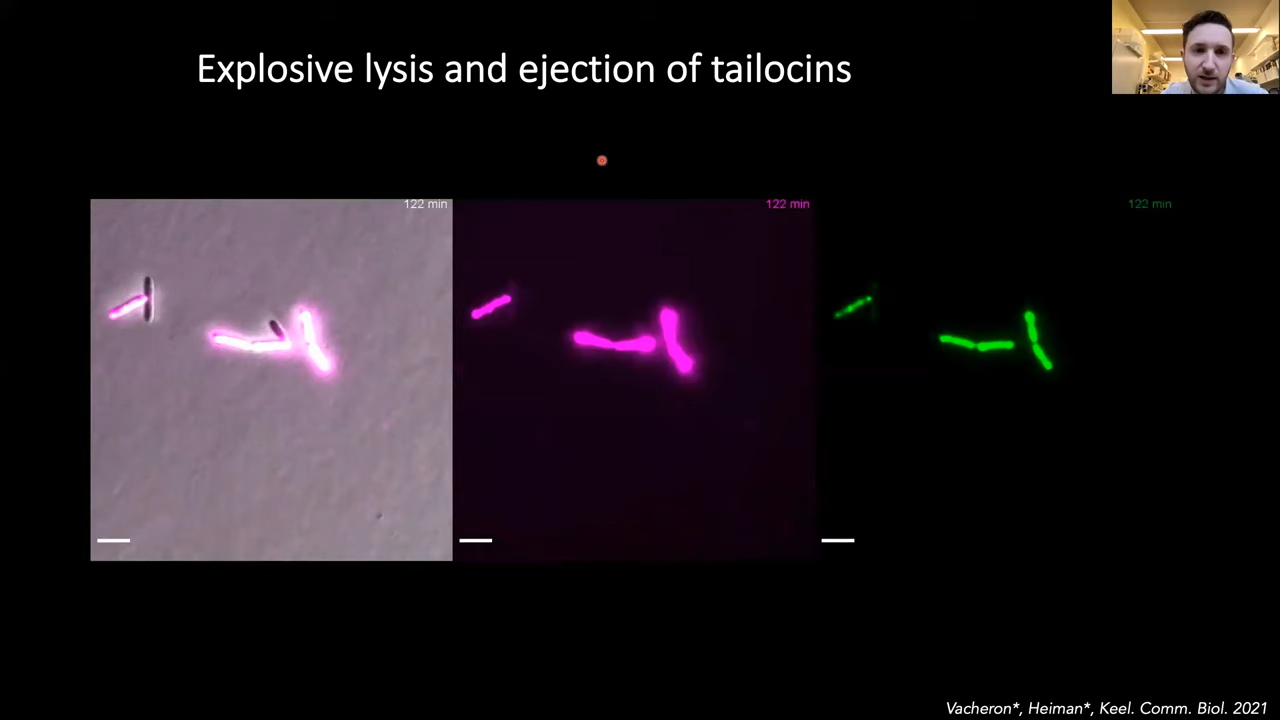 Explosive lysis and ejection of tailocins
122 min
122 min
122 min
Vacheron*, Heiman*, Keel. Comm. Biol. 2021